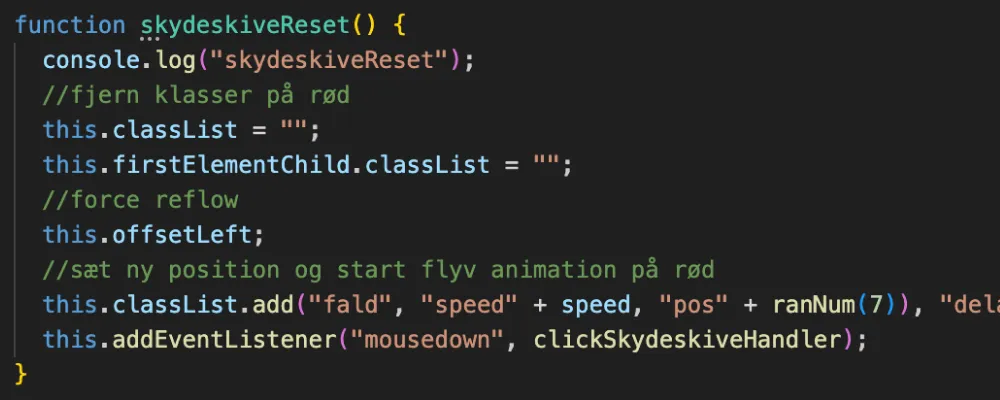 function skydeskiveReset() {
console.log("skydeskiveReset");
//fjern klasser på rød
this.classList = "";
this.firstElementChild.classList = "";
//force reflow
this.offsetLeft;
//sæt ny position og start flyv animation på rød
this.classList.add("fald", "speed" + speed, "pos" + ranNum(7)), "dela
this.addEventListener("mousedown", clickSkydeskiveHandler);
}